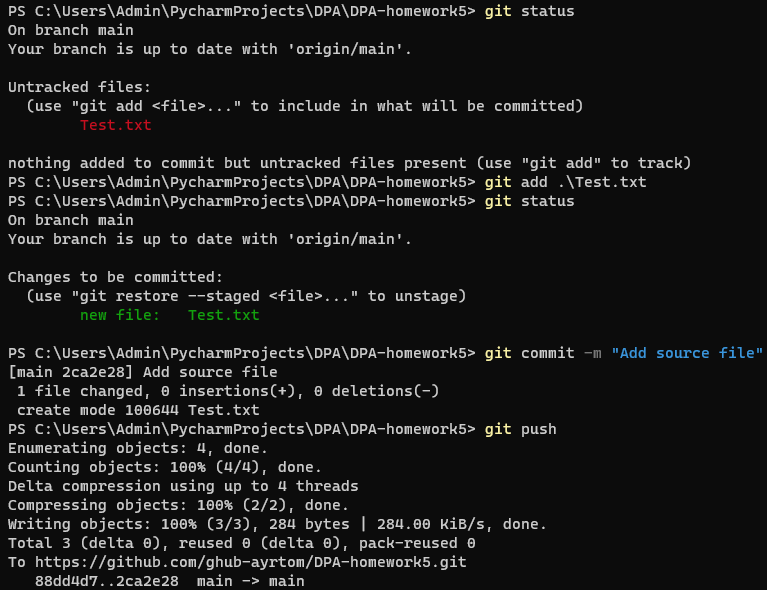 PS C:\Users\Admin\PycharmProjects\DPA\DPA-homework5> git status
On branch main
Your branch is up to date with 'origin/main'.
Untracked files:
  (use "git add <file>..." to include in what will be committed)
        Test.txt
nothing added to commit but untracked files present (use "git add" to track)
PS C:\Users\Admin\PycharmProjects\DPA\DPA-homework5> git add .\Test.txt
PS C:\Users\Admin\PycharmProjects\DPA\DPA-homework5> git status
On branch main
Your branch is up to date with 'origin/main'.
Changes to be committed:
  (use "git restore --staged <file>..." to unstage)
        new file:   Test.txt
PS C:\Users\Admin\PycharmProjects\DPA\DPA-homework5> git commit -m "Add source file"
[main 2ca2e28] Add source file
 1 file changed, 0 insertions(+), 0 deletions(-)
 create mode 100644 Test.txt
PS C:\Users\Admin\PycharmProjects\DPA\DPA-homework5> git push
Enumerating objects: 4, done.
Counting objects: 100% (4/4), done.
Delta compression using up to 4 threads
Compressing objects: 100% (2/2), done.
Writing objects: 100% (3/3), 284 bytes | 284.00 KiB/s, done.
Total 3 (delta 0), reused 0 (delta 0), pack-reused 0
To https://github.com/ghub-ayrtom/DPA-homework5.git
   88dd4d7..2ca2e28  main -> main